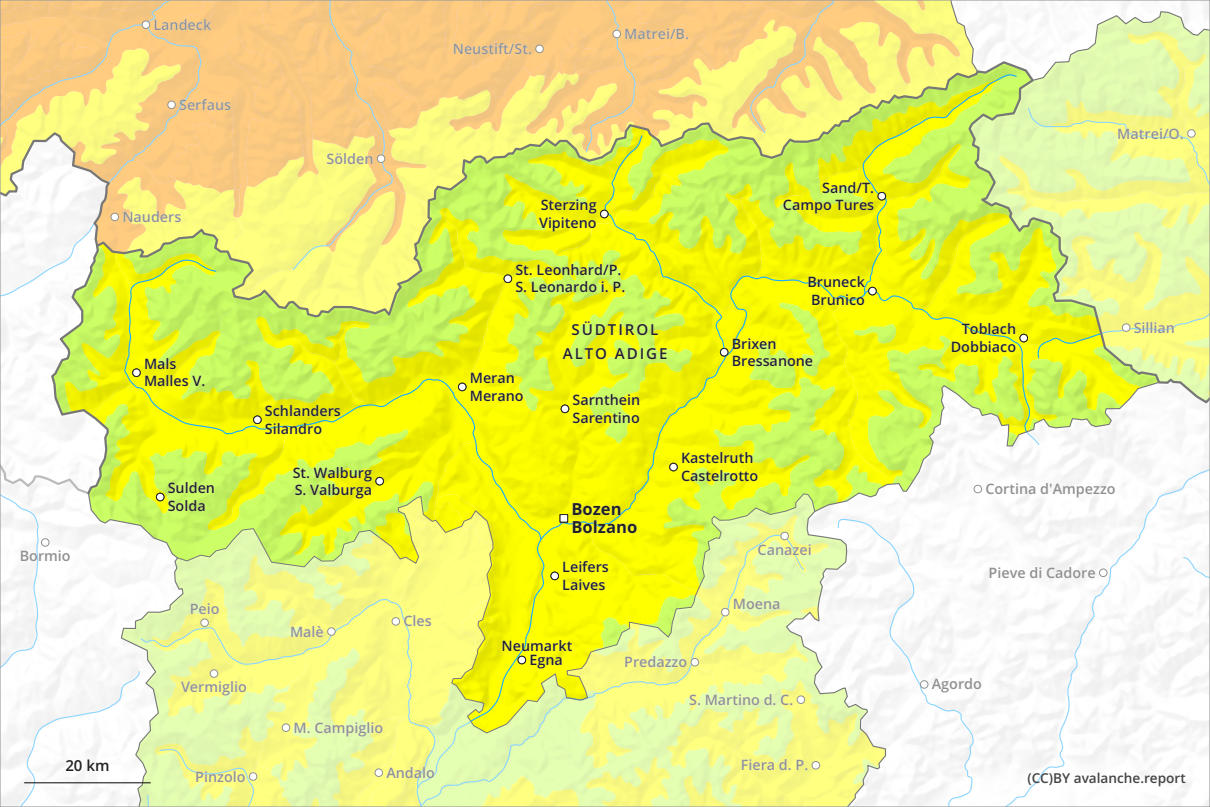 Landeck
Neustift/St.
Matrei/B.
Serfaus
Matrei/O.
Sölden
Sand/T.
Campo Tures
Sterzing
Vipiteno
Nauders
St. Leonhard/P.
S. Leonardo i. P.
Bruneck
Brunico
SÜDTIROL
ALTO ADIGE
Toblach
Dobbiaco
Sillian
Brixen
Bressanone
Mals
Malles V.
Meran
Merano
Schlanders
Silandro
Sarnthein
Sarentino
Kastelruth
Castelrotto
St. Walburg
S. Valburga
Sulden
Solda
Cortina d'Ampezzo
Bozen
Bolzano
Bormio
Canazei
Leifers
Laives
Pieve di Cadore
Peio
Moena
Malè
Cles
Neumarkt
Egna
Predazzo
Vermiglio
Agordo
S. Martino d. C.
M. Campiglio
20 km
Pinzolo
Andalo
Fiera d. P.
(CC)BY avalanche.report